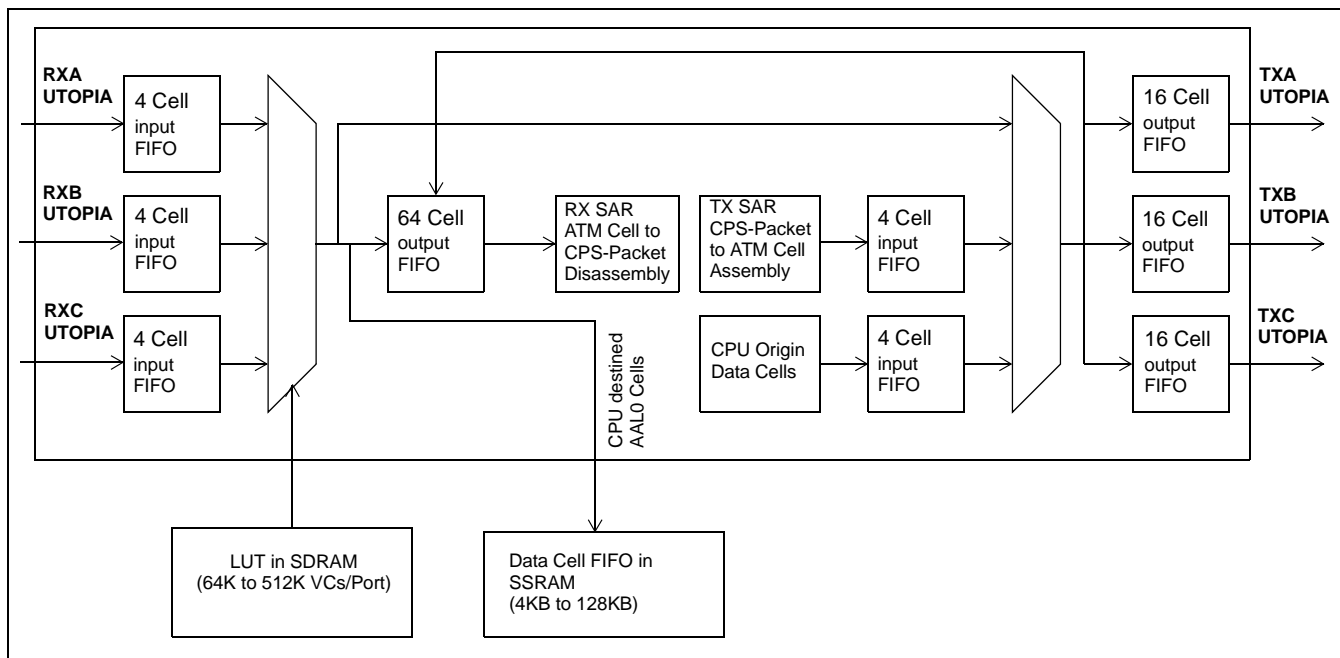 RXA
UTOPIA
4 Cell
input
FIFO
RXB
UTOPIA
4 Cell
input
FIFO
RXC
UTOPIA
4 Cell
input
FIFO
64 Cell
output
FIFO
RX SAR
ATM Cell to
CPS-Packet
Disassembly
TX SAR
CPS-Packet
to ATM Cell
Assembly
4 Cell
input
FIFO
CPU Origin
Data Cells
4 Cell
input
FIFO
16 Cell
output
FIFO
TXA
UTOPIA
16 Cell
output
FIFO
TXB
UTOPIA
16 Cell
output
FIFO
TXC
UTOPIA
CPU destined
AAL0 Cells
LUT in SDRAM
(64K to 512K VCs/Port)
Data Cell FIFO in
SSRAM
(4KB to 128KB)